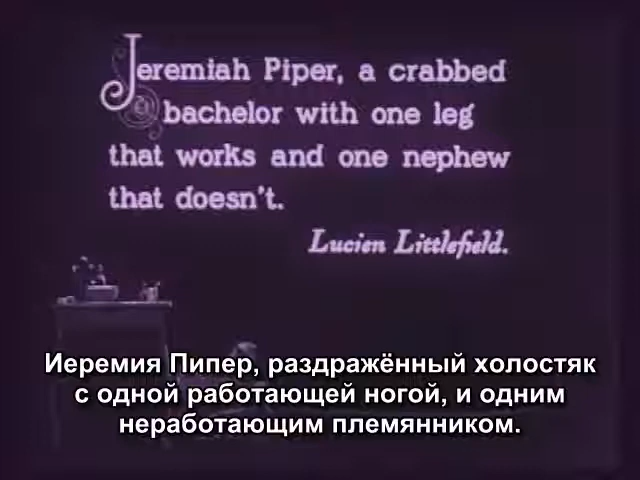 Jeremiah Piper, a crabbed
bachelor with one leg
that works and one nephew
that doesn't.
Lucien Littlefield.
Иеремия Пипер, раздражённый холостяк
с одной работающей ногой, и одним
неработающим племянником.